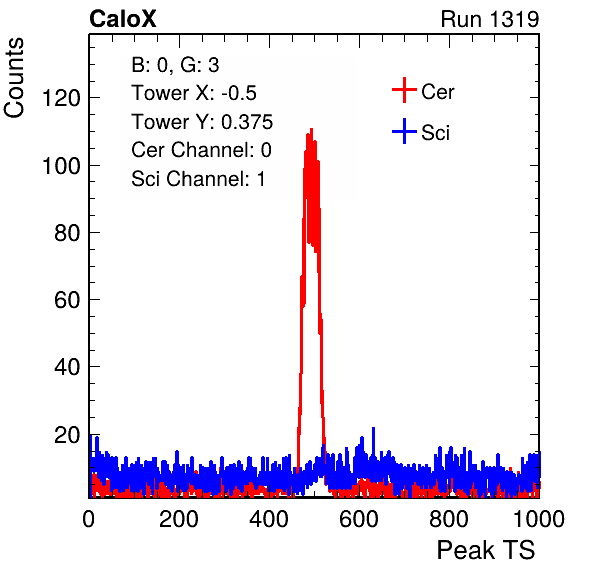 CaloX
Run 1319
Counts
B: 0, G: 3
Tower X: -0.5
Tower Y: 0.375
Cer Channel: 0
Sci Channel: 1
Cer
Sci
120
100
80
60
40
20
0 200 400 600 800 1000
Peak TS